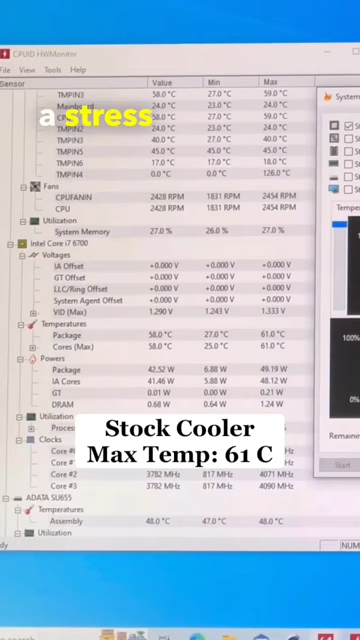 CPUID HWMonitor
File View Tools Help
Sensor Value Min Max
TMPIN3 58.0 °C 27.0 °C 59.0 °C
Mainboard 24.0 °C 23.0 °C 24.0 °C
a stress
TMPIN2 24.0 °C 23.0 °C 24.0 °C
TMPIN3 40.0 °C 27.0 °C 40.0 °C
TMPIN5 45.0 °C 45.0 °C 45.0 °C
TMPIN6 17.0 °C 17.0 °C 18.0 °C
TMPIN4 0.0 °C 0.0 °C 126.0 °C
Fans
CPUFANIN 2428 RPM 1831 RPM 2454 RPM
CPU 2428 RPM 1831 RPM 2454 RPM
Utilization
System Memory 27.0 % 26.0 % 27.0 %
Intel Core i7 6700
Voltages
IA Offset +0.000 V +0.000 V +0.000 V
GT Offset +0.000 V +0.000 V +0.000 V
LLC/Ring Offset +0.000 V +0.000 V +0.000 V
System Agent Offset +0.000 V +0.000 V +0.000 V
VID (Max) 1.290 V 1.243 V 1.333 V
Temperatures
Package 58.0 °C 27.0 °C 61.0 °C
Cores (Max) 58.0 °C 25.0 °C 61.0 °C
Powers
Package 42.52 W 6.88 W 49.19 W
IA Cores 41.46 W 5.88 W 48.12 W
GT 0.01 W 0.00 W 0.21 W
DRAM 0.68 W 0.64 W 1.24 W
Utilization
Stock Cooler
Max Temp: 61 C
Clocks
Core #2 3782 MHz 817 MHz 4071 MHz
Core #3 3782 MHz 817 MHz 4090 MHz
ADATA SU655
Temperatures
Assembly 48.0 °C 47.0 °C 48.0 °C
Utilization
NUM
System
100%
0%
Remaining
Start